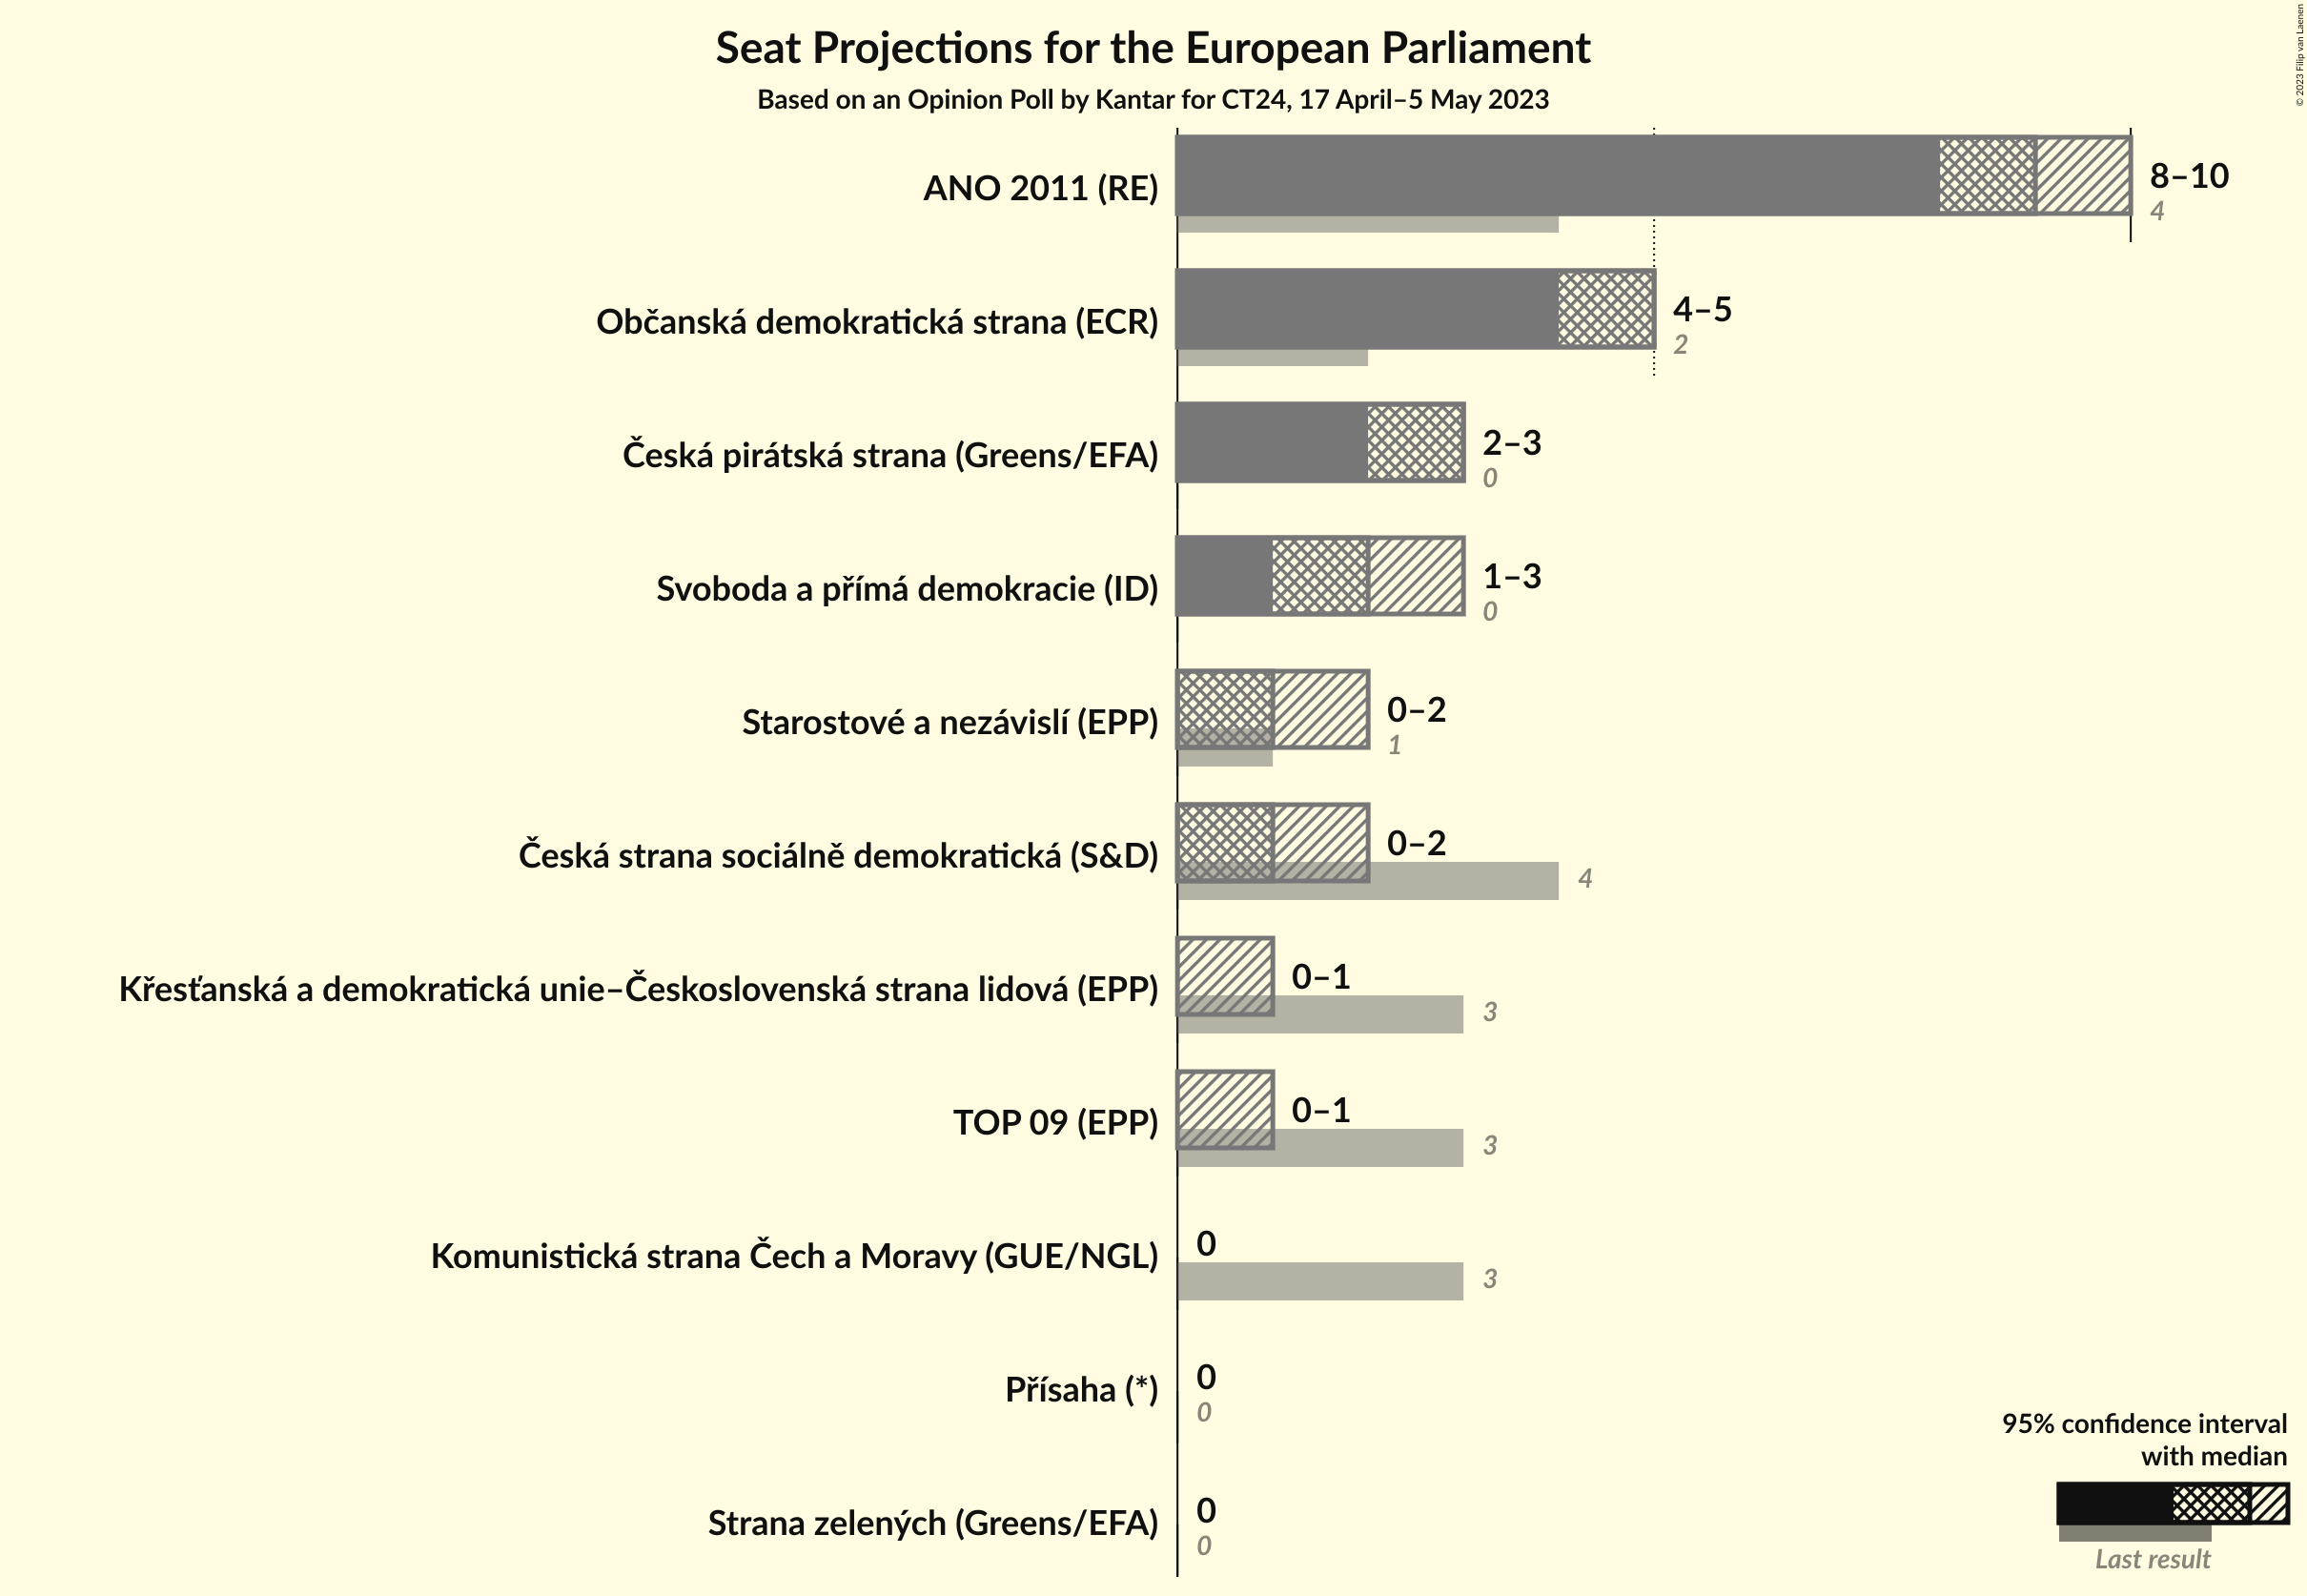 Seat Projections for the European Parliament
Based on an Opinion Poll by Kantar for CT24, 17 April–5 May 2023
© 2023 Filip van Laenen
ANO 2011 (RE)
8–10
4
Občanská demokratická strana (ECR)
4–5
2
Česká pirátská strana (Greens/EFA)
2–3
0
Svoboda a přímá demokracie (ID)
1–3
0
Starostové a nezávislí (EPP)
0–2
1
Česká strana sociálně demokratická (S&D)
0–2
4
Křesťanská a demokratická unie–Československá strana lidová (EPP)
0–1
3
TOP 09 (EPP)
0–1
3
Komunistická strana Čech a Moravy (GUE/NGL)
0
3
Přísaha (*)
0
0
Strana zelených (Greens/EFA)
0
0
95% confidence interval
with median
Last result